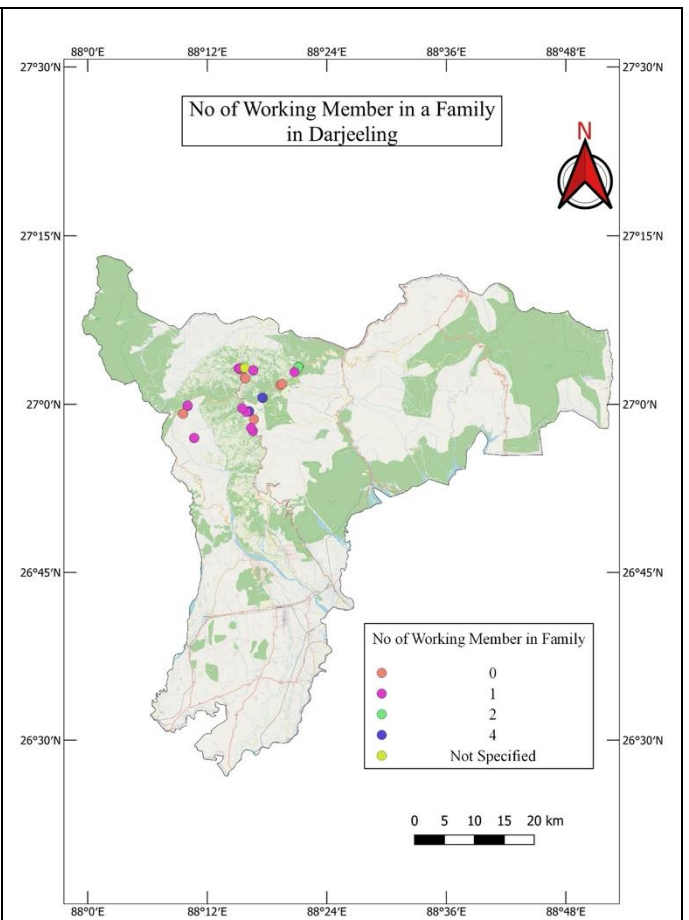 88°0'E 88°12'E 88°24'E 88°36'E 88°48'E
27°30'N 27°30'N
No of Working Member in a Family
in Darjeeling
N
27°15'N 27°15'N
27°0'N 27°0'N
26°45'N 26°45'N
No of Working Member in Family
0
1
2
4
Not Specified
26°30'N 26°30'N
0 5 10 15 20 km
88°0'E 88°12'E 88°24'E 88°36'E 88°48'E